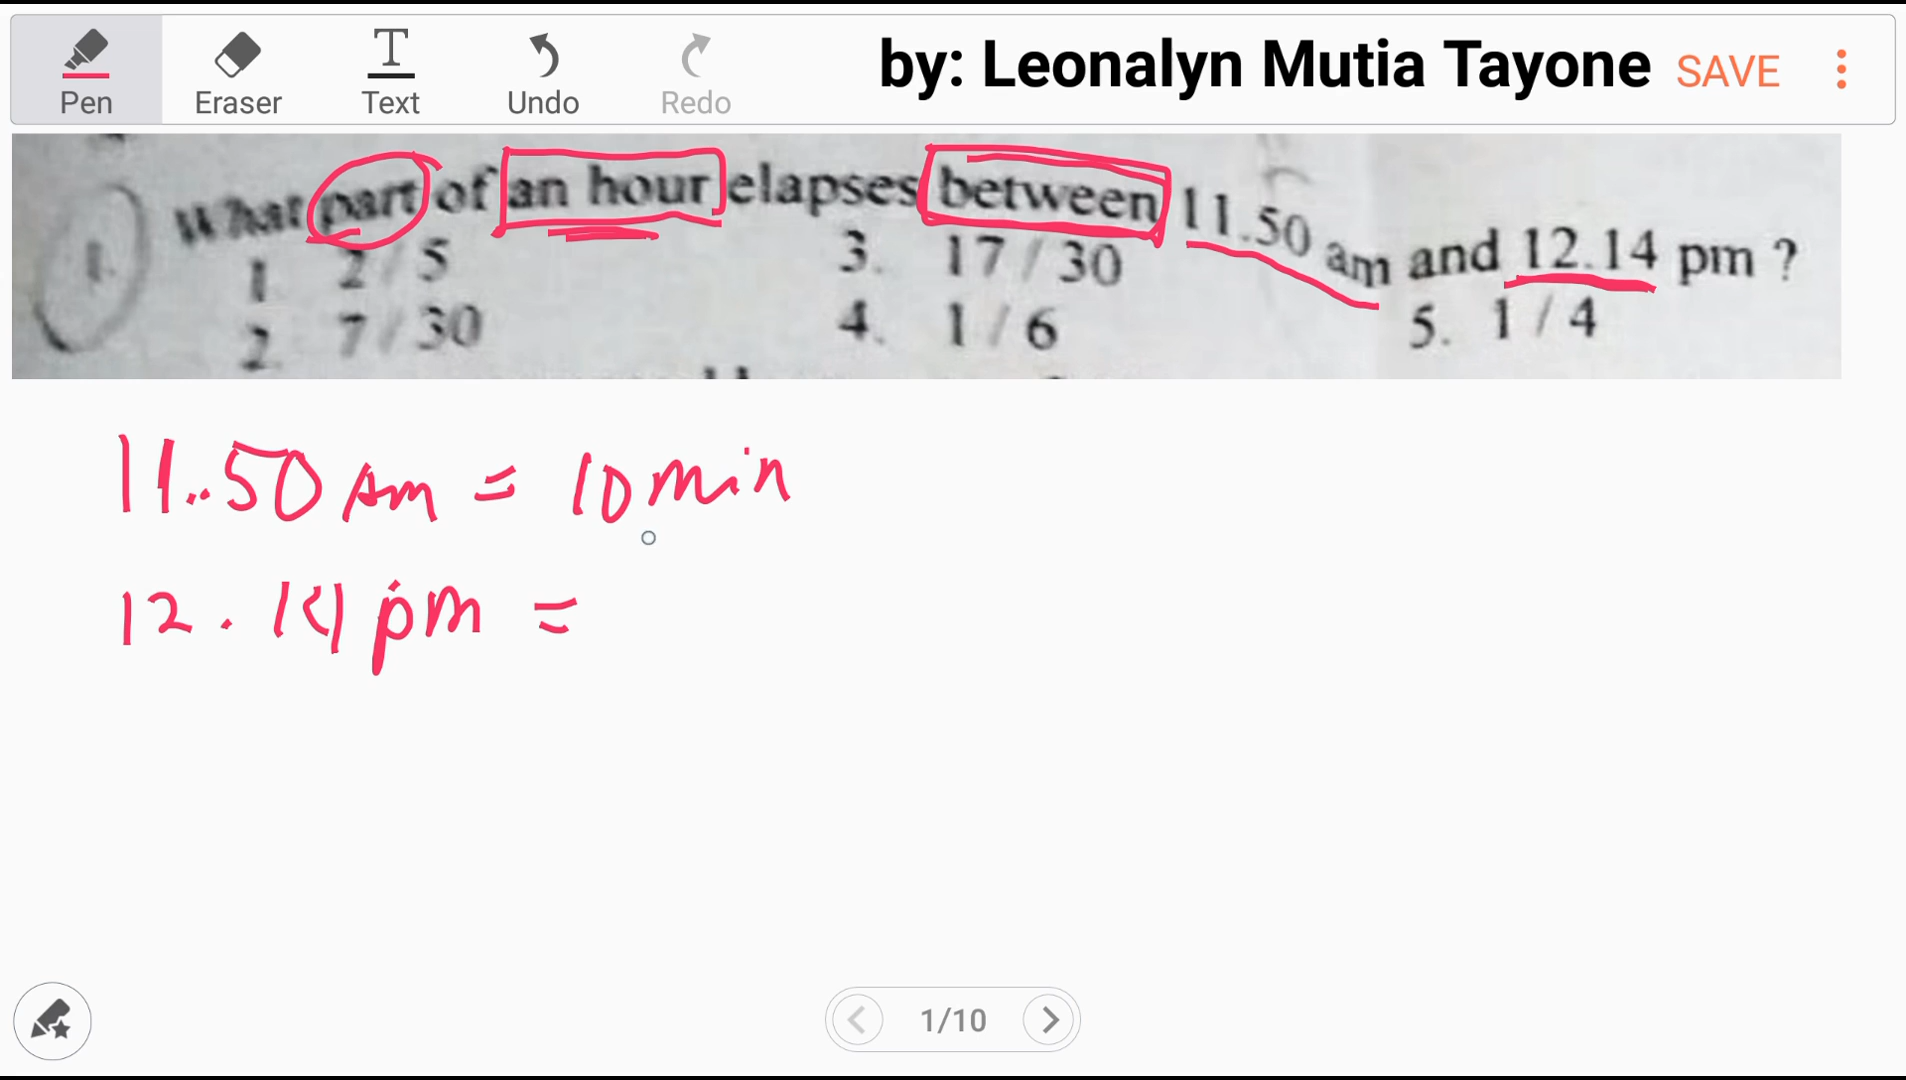 Pen Eraser Text Undo Redo by: Leonalyn Mutia Tayone SAVE
1. What part of an hour elapses between 11.50 am and 12.14 pm ?
1 2 / 5 3. 17 / 30 5. 1 / 4
2 7 / 30 4. 1 / 6
11..50 Am = 10 min
12. 14 pm =
1/10